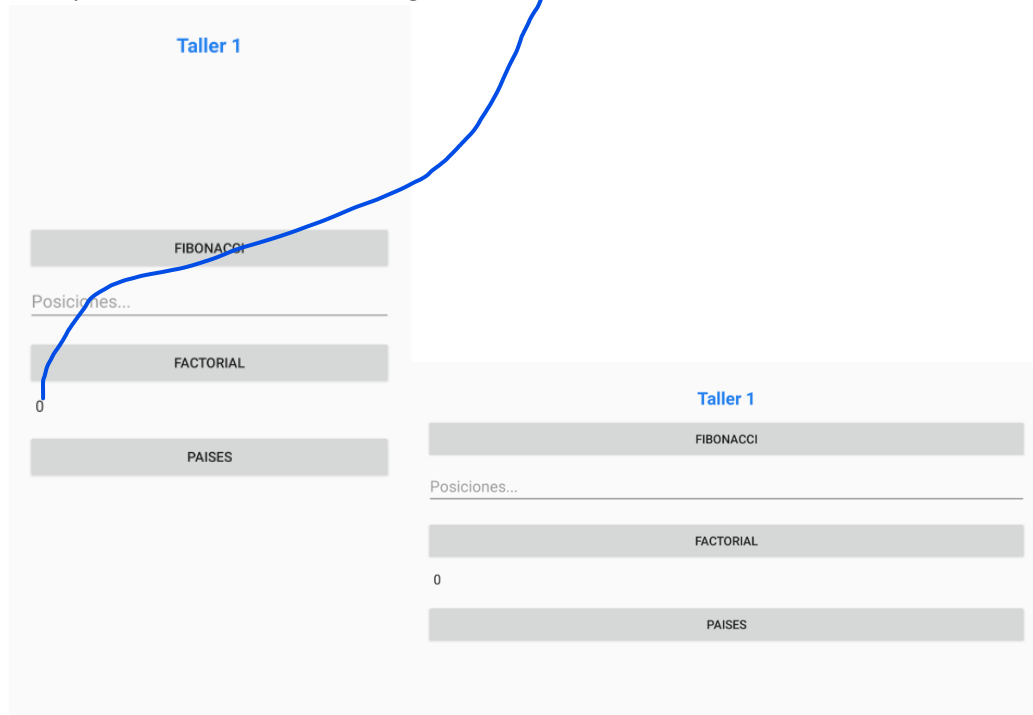 Taller 1
FIBONACCI
Posiciones...
FACTORIAL
0
PAISES
Taller 1
FIBONACCI
Posiciones...
FACTORIAL
0
PAISES